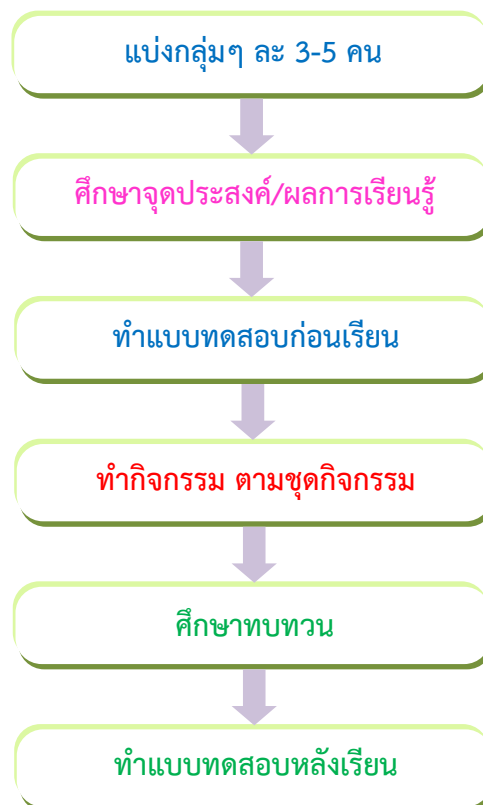 แบ่งกลุ่มๆ ละ 3-5 คน
ศึกษาจุดประสงค์/ผลการเรียนรู้
ทำแบบทดสอบก่อนเรียน
ทำกิจกรรม ตามชุดกิจกรรม
ศึกษาทบทวน
ทำแบบทดสอบหลังเรียน